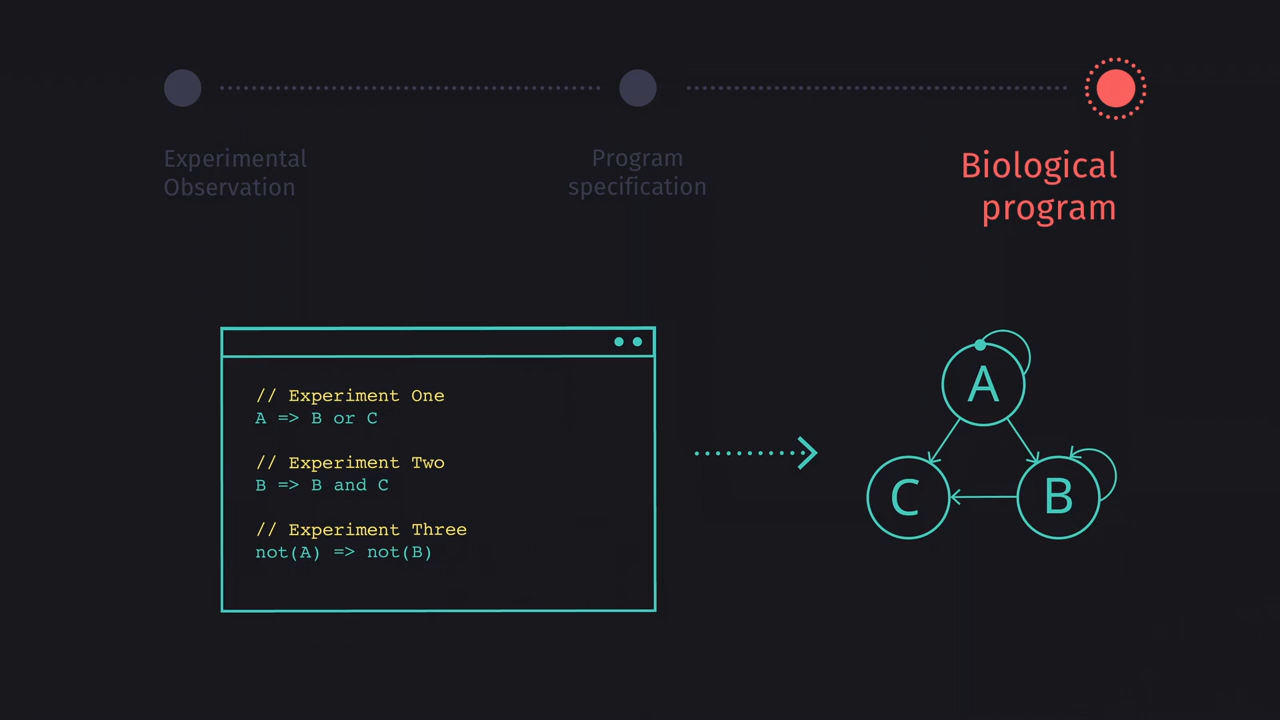 Experimental
Observation
Program
specification
Biological
program
// Experiment One
A => B or C
// Experiment Two
B => B and C
// Experiment Three
not(A) => not(B)
A
C
B